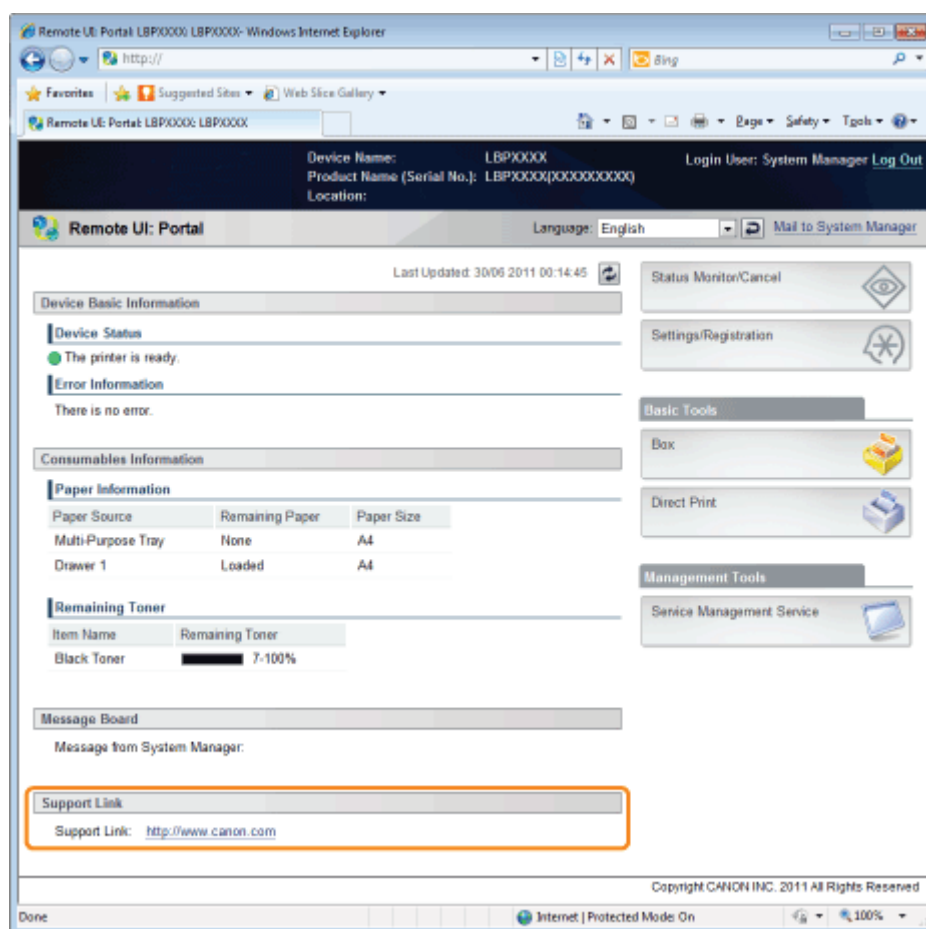 Remote UI: Portal: LBPXXXX: LBPXXXX- Windows Internet Explorer
http://
Bing
Favorites Suggested Sites Web Slice Gallery
Remote UI: Portal: LBPXXXX: LBPXXXX
Page Safety Tools
Device Name: LBPXXXX
Login User: System Manager Log Out
Product Name (Serial No.): LBPXXXX(XXXXXXXXXX)
Location:
Remote UI: Portal
Language: English
Mail to System Manager
Last Updated: 30/06 2011 00:14:45
Device Basic Information
Device Status
The printer is ready.
Error Information
There is no error.
Consumables Information
Paper Information
Paper Source Remaining Paper Paper Size
Multi-Purpose Tray None A4
Drawer 1 Loaded A4
Remaining Toner
Item Name Remaining Toner
Black Toner 7-100%
Message Board
Message from System Manager:
Support Link
Support Link: http://www.canon.com
Status Monitor/Cancel
Settings/Registration
Basic Tools
Box
Direct Print
Management Tools
Service Management Service
Copyright CANON INC. 2011 All Rights Reserved
Done
Internet | Protected Mode: On
100%